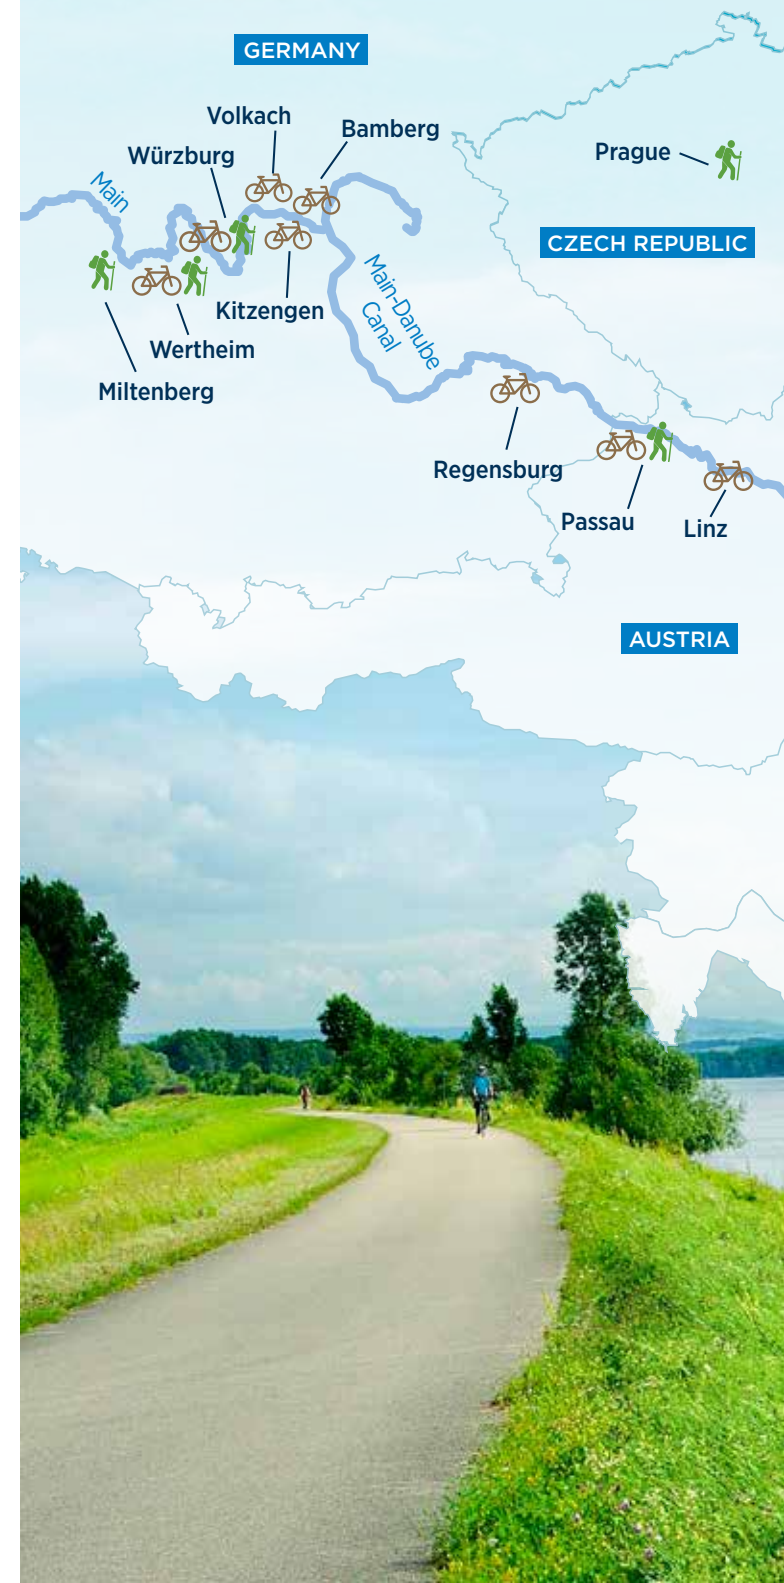 GERMANY
Volkach
Bamberg
Würzburg
Prague
Main
CZECH REPUBLIC
Main-Danube
Canal
Kitzengen
Wertheim
Miltenberg
Regensburg
Passau
Linz
AUSTRIA